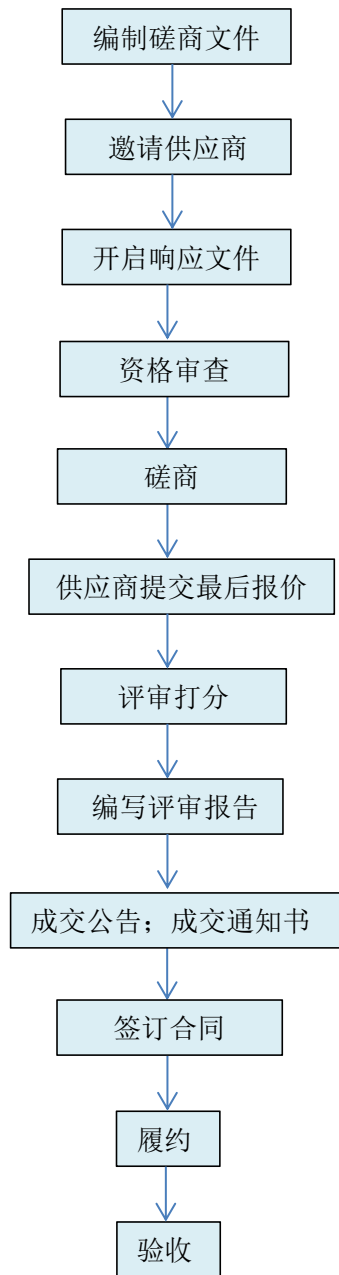 编制磋商文件
邀请供应商
开启响应文件
资格审查
磋商
供应商提交最后报价
评审打分
编写评审报告
成交公告；成交通知书
签订合同
履约
验收